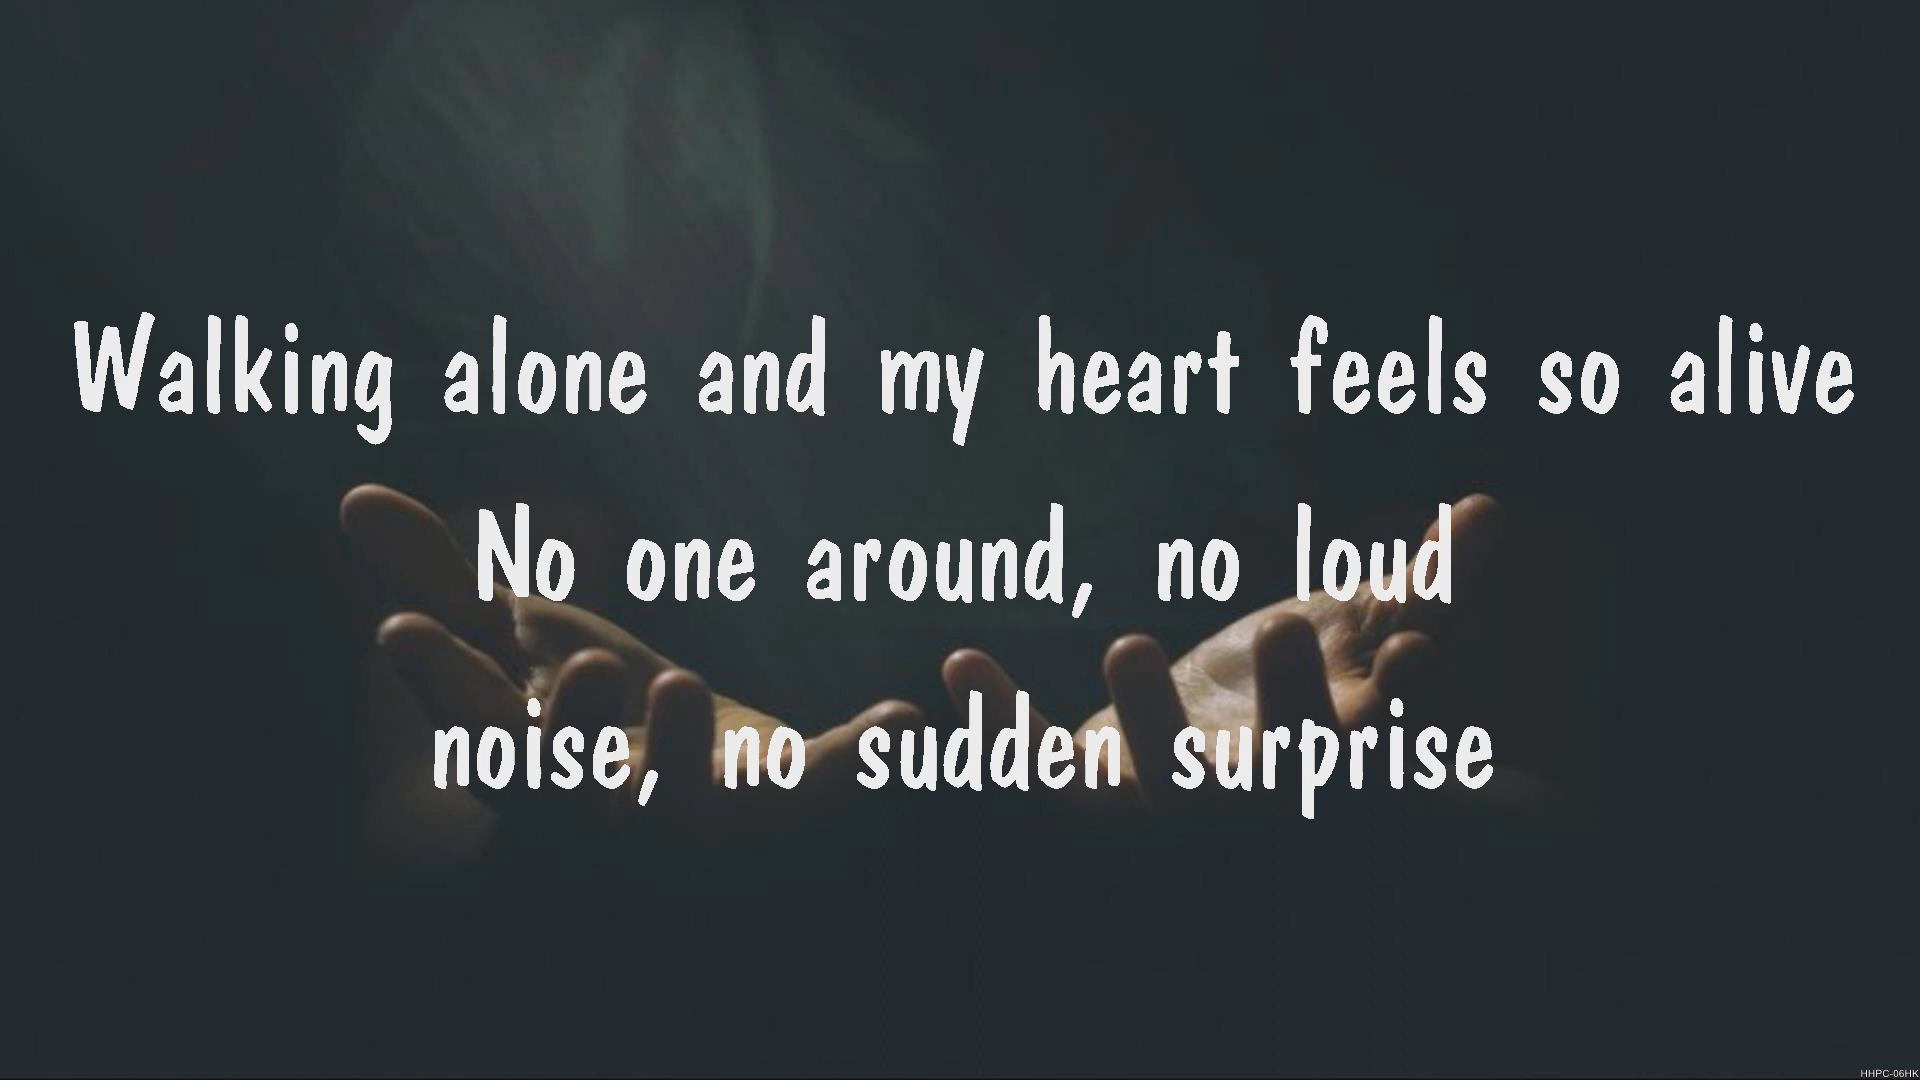 Walking alone and my heart feels so alive
No one around, no loud
noise, no sudden surprise
HHPC-06HK